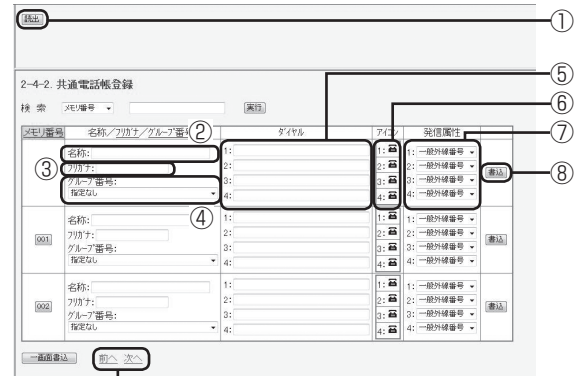 読出
①
2-4-2. 共通電話帳登録
検 索 メモリ番号 実行
メモリ番号 名称/フリガナ/グループ番号 ② ダイヤル アイコン 発信属性
⑤
⑥
⑦
③
④
⑧
名称:
フリガナ:
グループ番号:
指定なし
1: 1: 1: 一般外線番号
2: 2: 2: 一般外線番号
3: 3: 3: 一般外線番号
4: 4: 4: 一般外線番号
書込
001
名称:
フリガナ:
グループ番号:
指定なし
1: 1: 1: 一般外線番号
2: 2: 2: 一般外線番号
3: 3: 3: 一般外線番号
4: 4: 4: 一般外線番号
書込
002
名称:
フリガナ:
グループ番号:
指定なし
1: 1: 1: 一般外線番号
2: 2: 2: 一般外線番号
3: 3: 3: 一般外線番号
4: 4: 4: 一般外線番号
書込
一画面書込 前へ 次へ